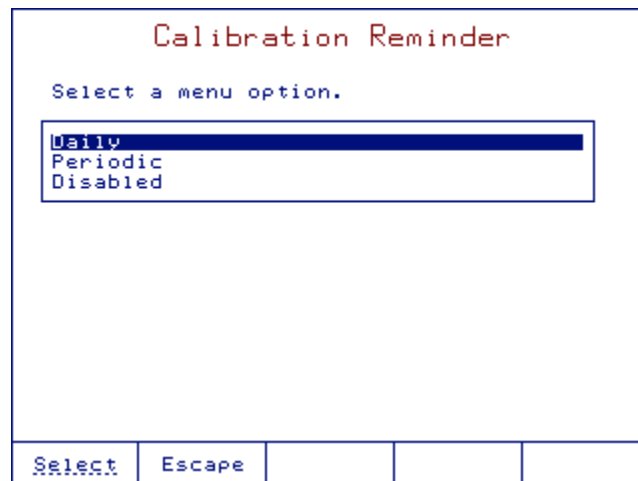 Calibration Reminder
Select a menu option.
Daily
Periodic
Disabled
Select Escape